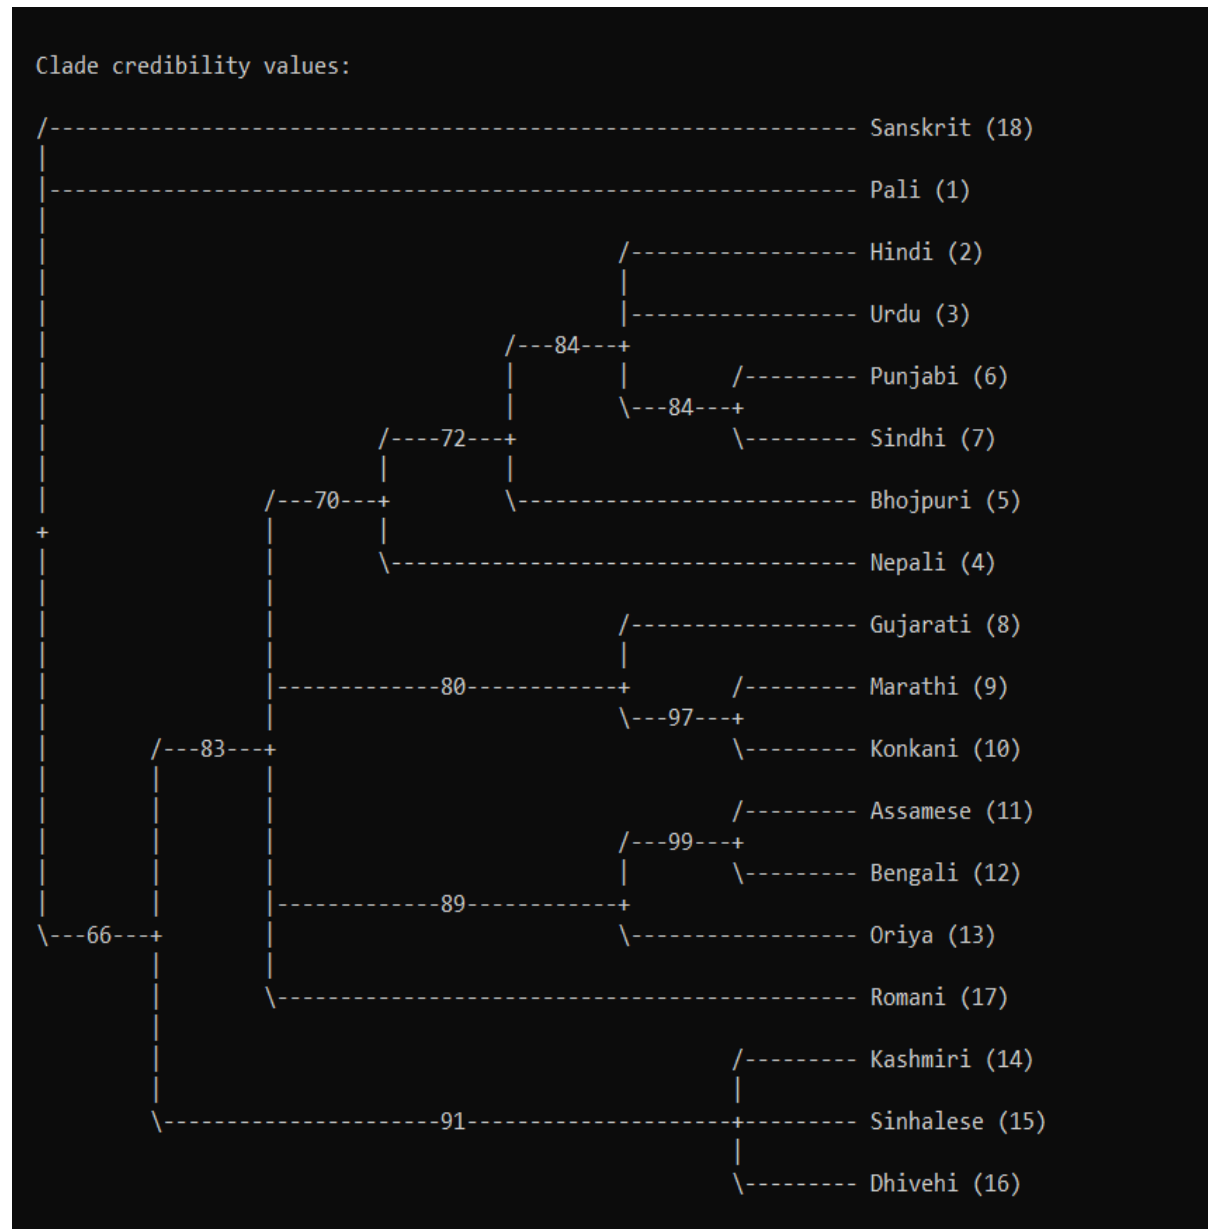 Clade credibility values:
/---------------------------------------------------------------- Sanskrit (18)
|
|---------------------------------------------------------------- Pali (1)
|
|                                             /------------------ Hindi (2)
|                                             |
|                                             |------------------ Urdu (3)
|                                    /---84---+
|                                    |        |        /--------- Punjabi (6)
|                                    |        \---84---+
|                          /----72---+                 \--------- Sindhi (7)
|                          |         |
|                 /---70---+         \--------------------------- Bhojpuri (5)
+                 |        |
|                 |        \------------------------------------- Nepali (4)
|                 |
|                 |                           /------------------ Gujarati (8)
|                 |                           |
|                 |-------------80------------+        /--------- Marathi (9)
|                 |                           \---97---+
|        /---83---+                                    \--------- Konkani (10)
|        |        |
|        |        |                                    /--------- Assamese (11)
|        |        |                           /---99---+
|        |        |                           |        \--------- Bengali (12)
|        |        |-------------89------------+
\---66---+        |                           \------------------ Oriya (13)
         |        |
         |        \---------------------------------------------- Romani (17)
         |
         |                                             /--------- Kashmiri (14)
         |                                             |
         \----------------------91---------------------+--------- Sinhalese (15)
                                                       |
                                                       \--------- Dhivehi (16)